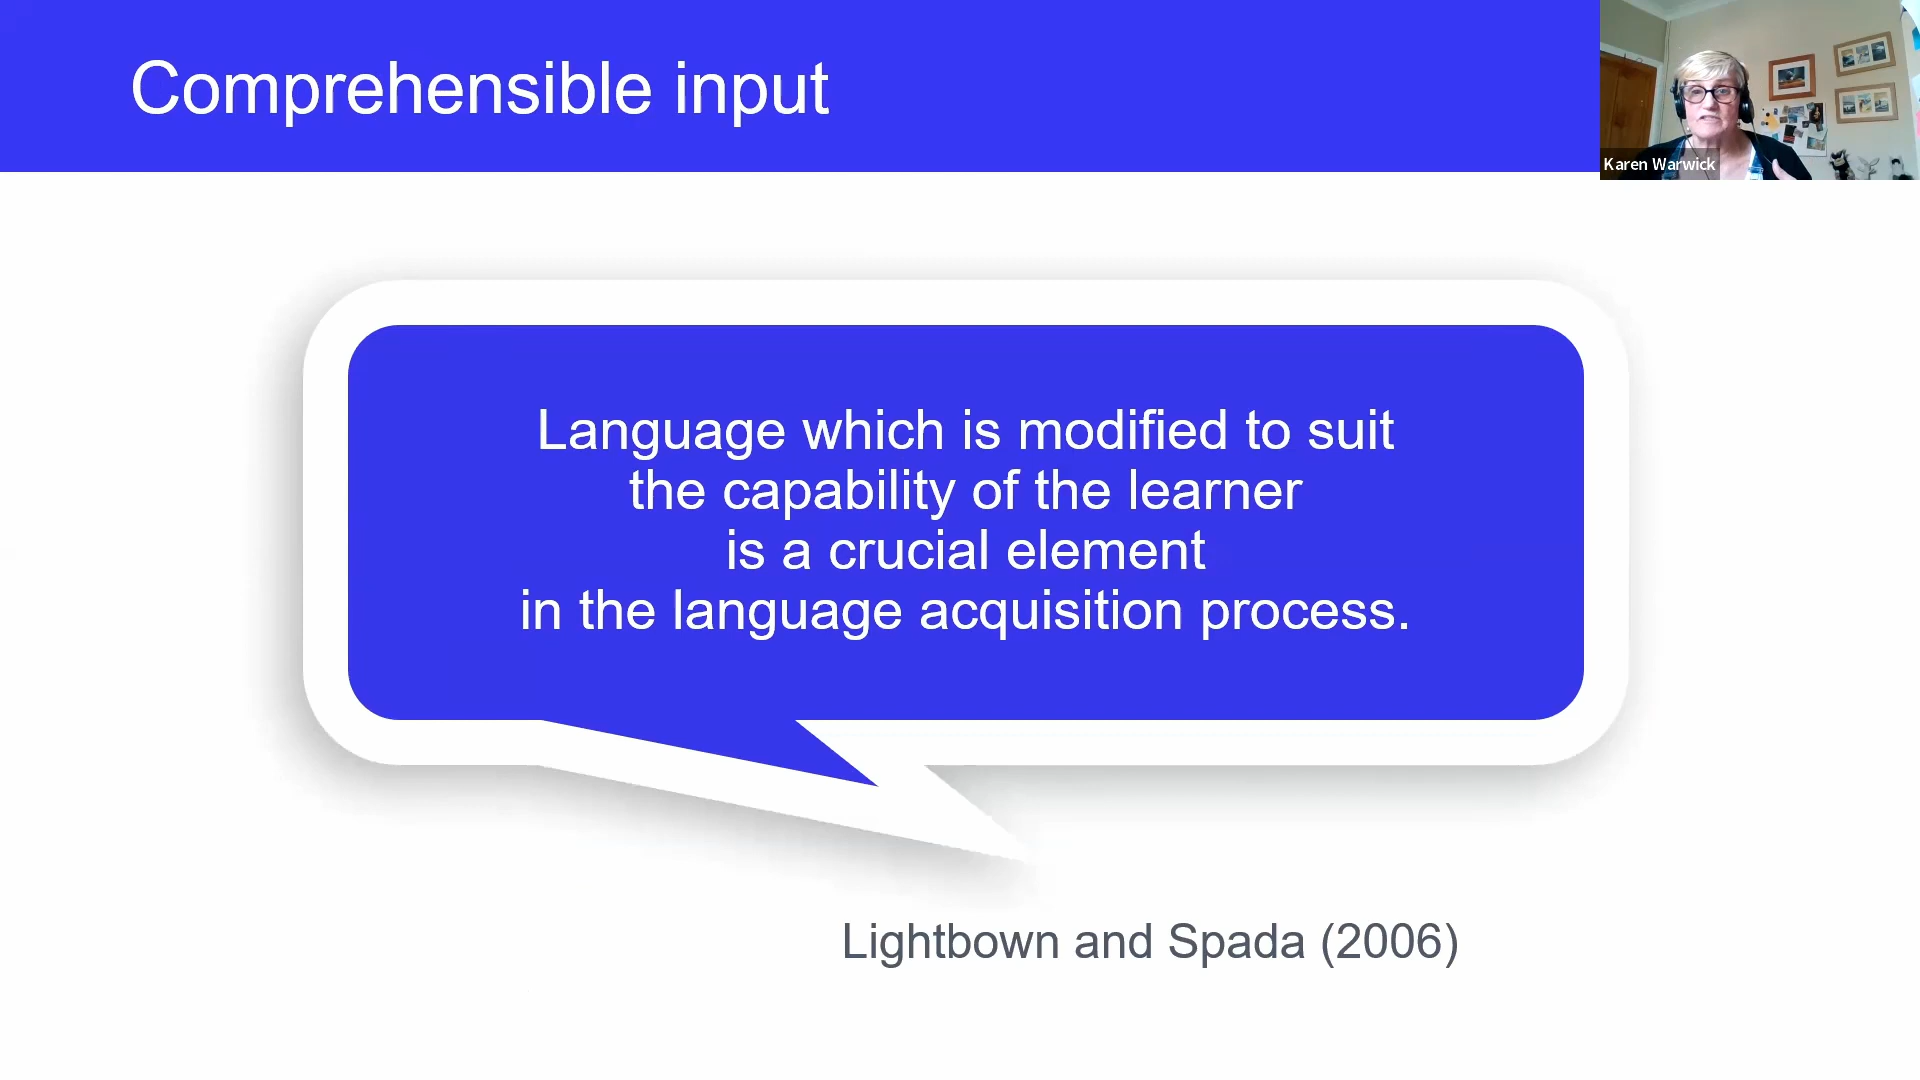 Comprehensible input
Karen Warwick
Language which is modified to suit
the capability of the learner
is a crucial element
in the language acquisition process.
Lightbown and Spada (2006)